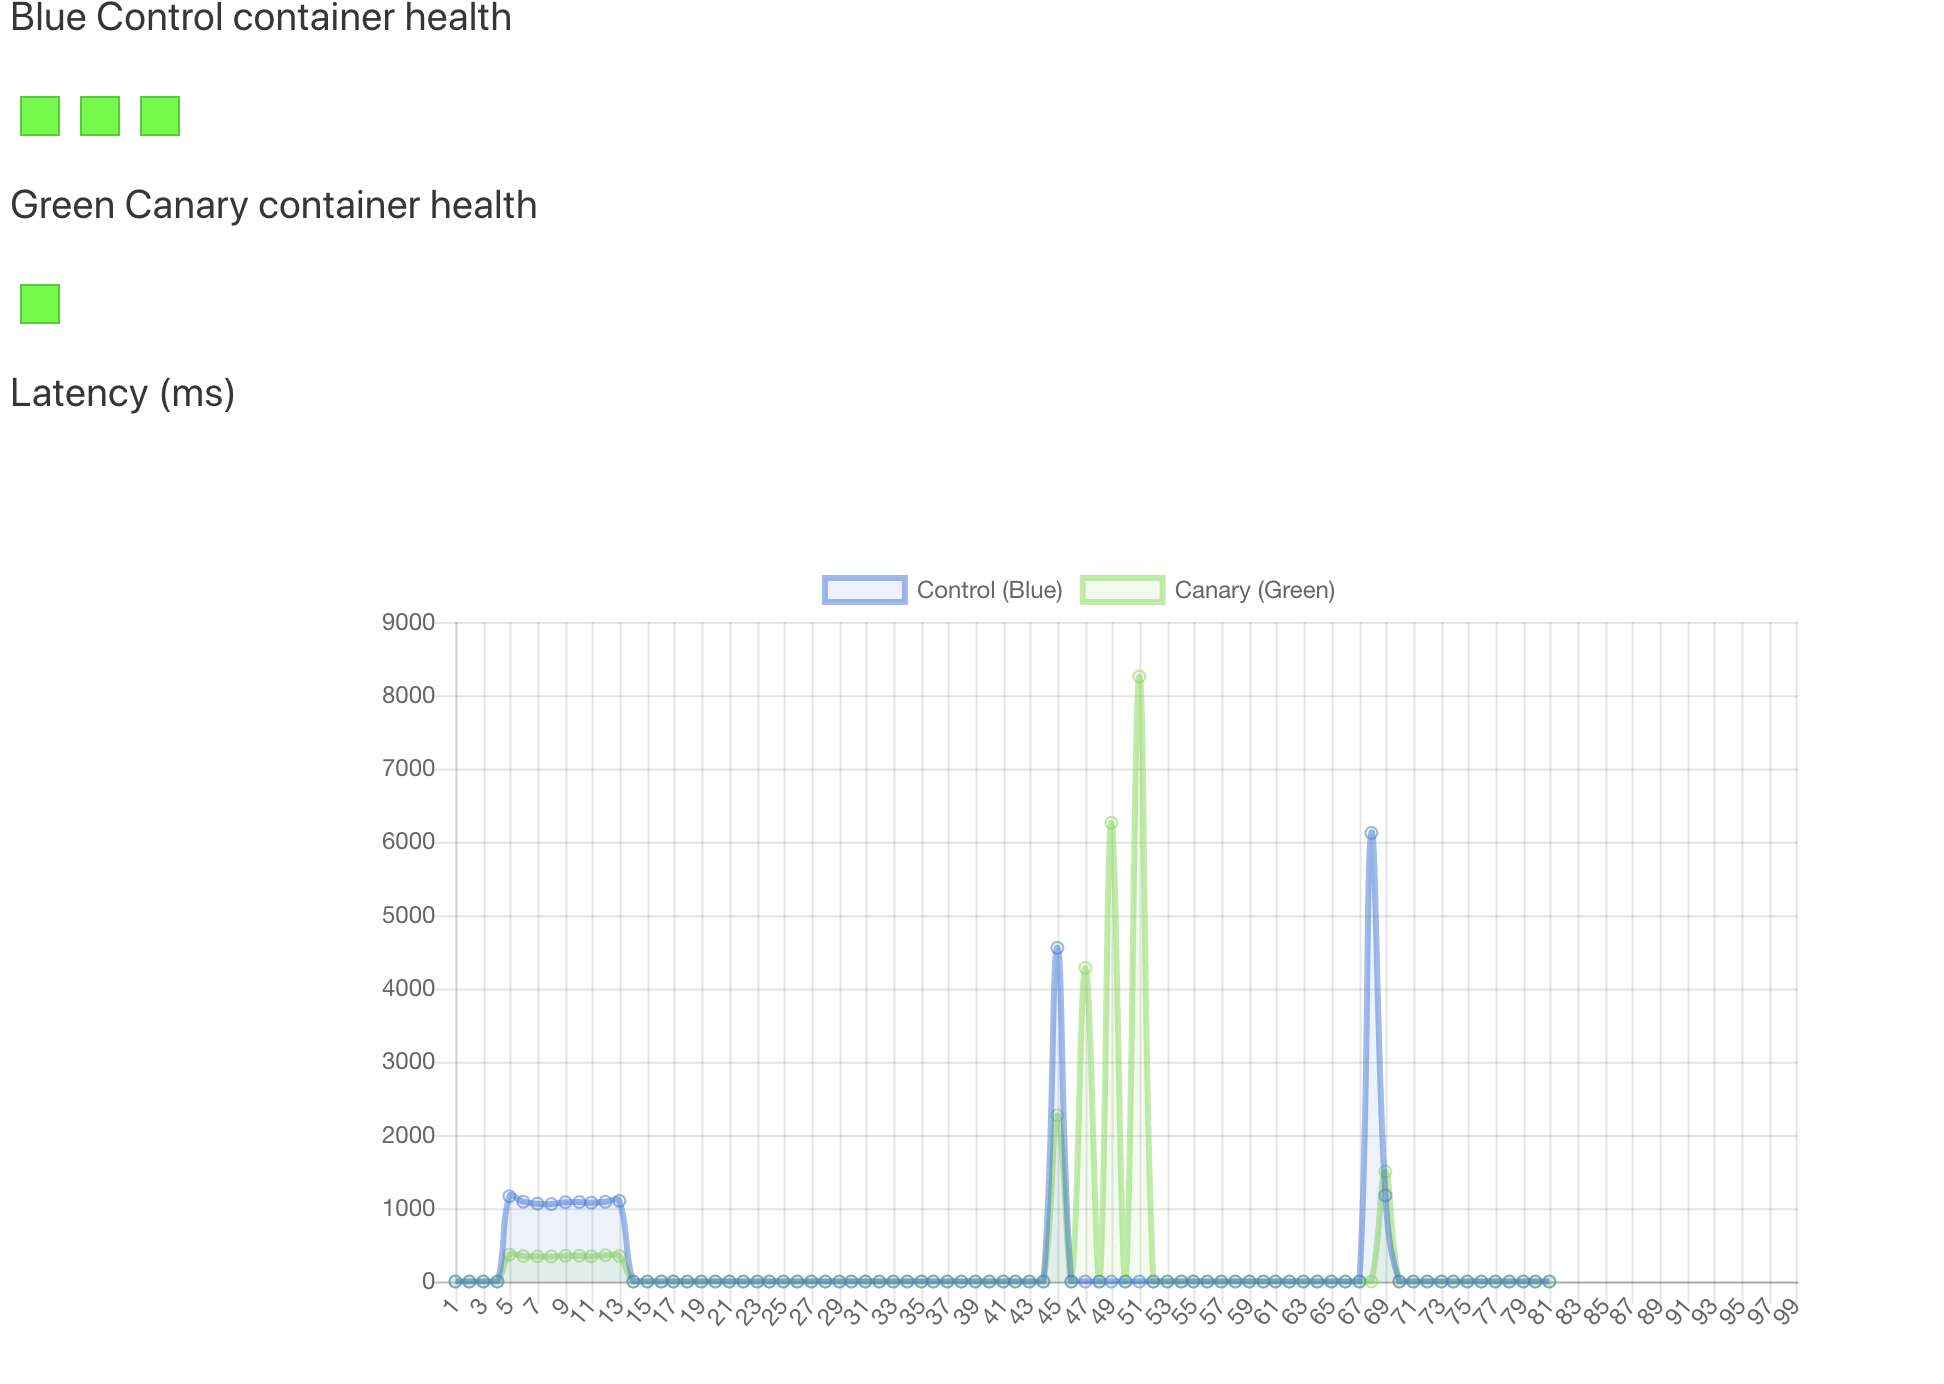 Blue Control container health
Green Canary container health
Latency (ms)
Control (Blue) Canary (Green)
9000
8000
7000
6000
5000
4000
3000
2000
1000
0
1 3 5 7 9 11 13 15 17 19 21 23 25 27 29 31 33 35 37 39 41 43 45 47 49 51 53 55 57 59 61 63 65 67 69 71 73 75 77 79 81 83 85 87 89 91 93 95 97 99